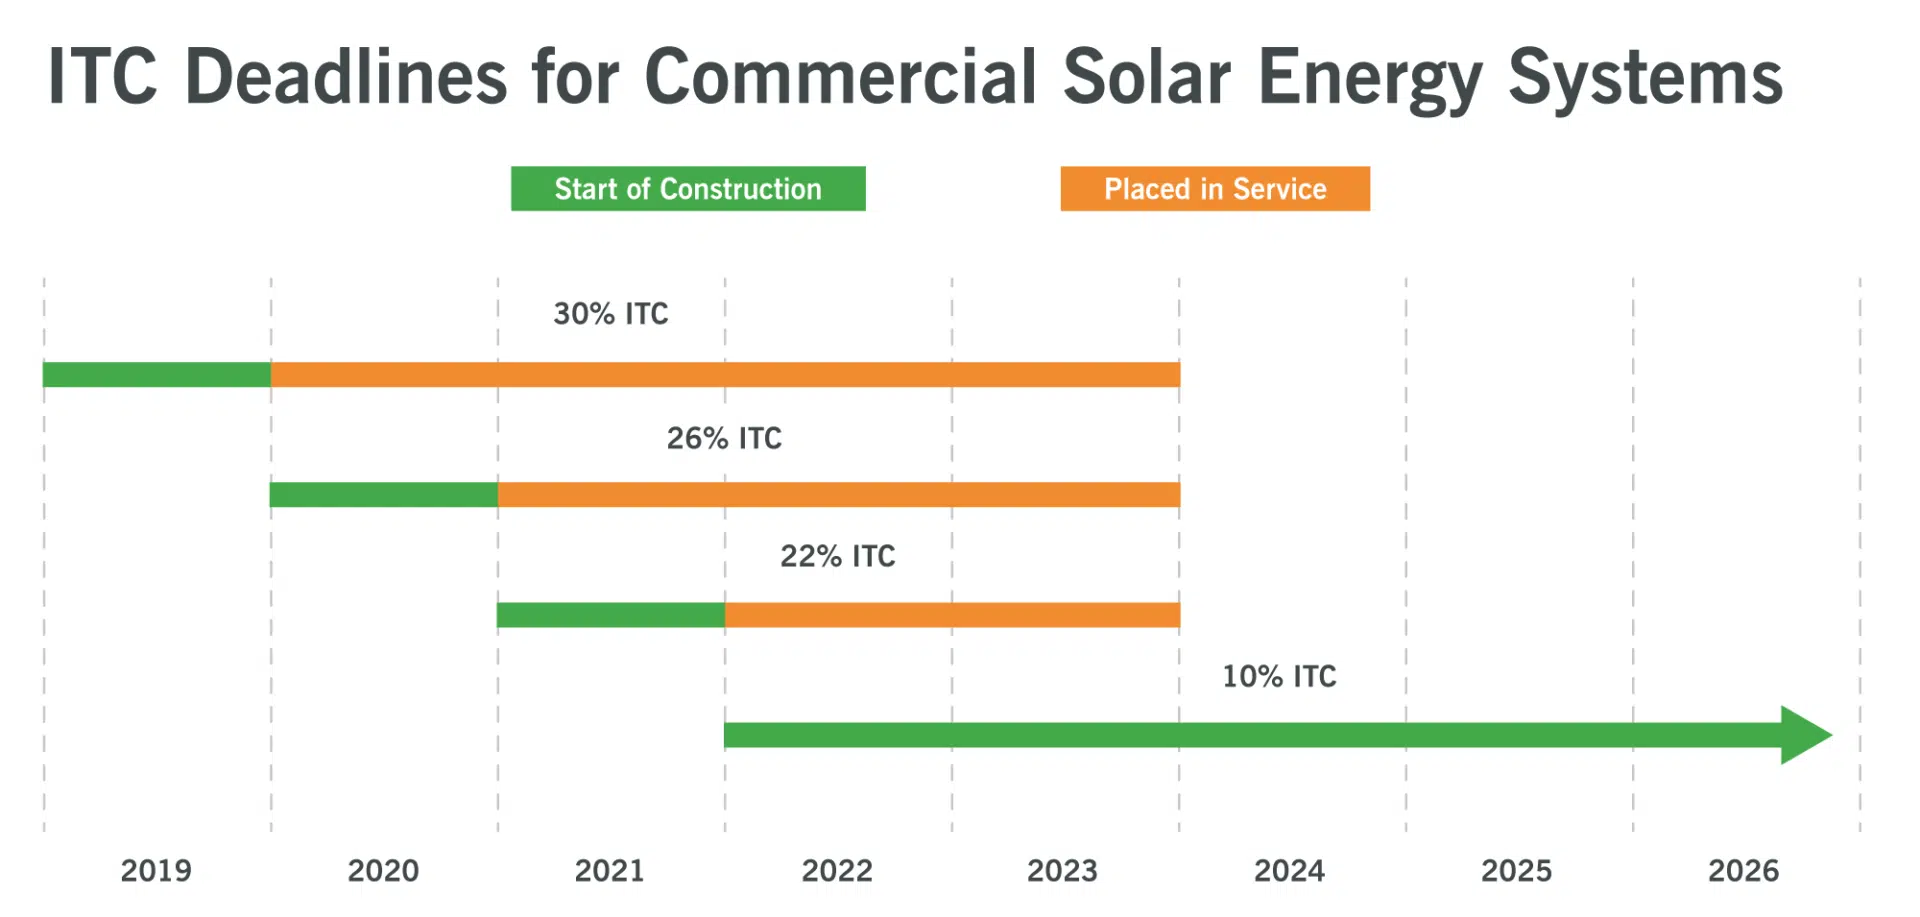 ITC Deadlines for Commercial Solar Energy Systems
Start of Construction
Placed in Service
30% ITC
26% ITC
22% ITC
10% ITC
2019 2020 2021 2022 2023 2024 2025 2026